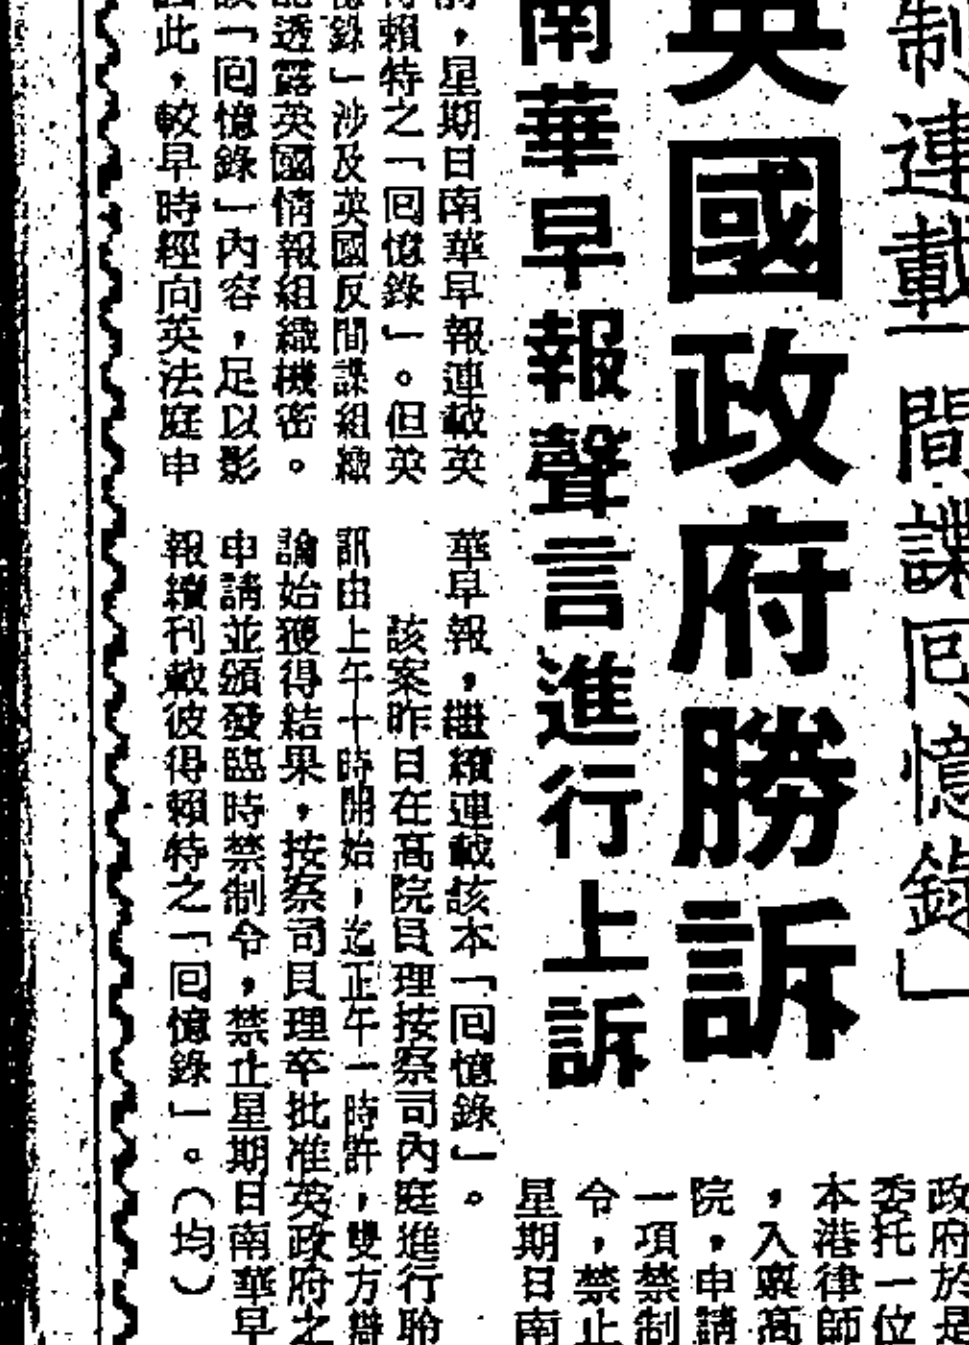 制連載「間諜回憶錄」
英國政府勝訴
南華早報聲言進行上訴
政府於是
委托一位
本港律師
，入稟高
院，申請
一項禁制
令，禁止
星期日南
華早報，繼續連載該本「回憶錄」。
該案昨日在高院員理按察司內庭進行聆
訊由上午十時開始，迄正午一時許，雙方辯
論始獲得結果，按察司員理卒批准英政府之
申請並頒發臨時禁制令，禁止星期日南華早
報續刊載彼得賴特之「回憶錄」。（均）
，星期日南華早報連載英
賴特之「回憶錄」。但英
錄」涉及英國反間諜組織
透露英國情報組織機密。
「回憶錄」內容，足以影
此，較早時經向英法庭申